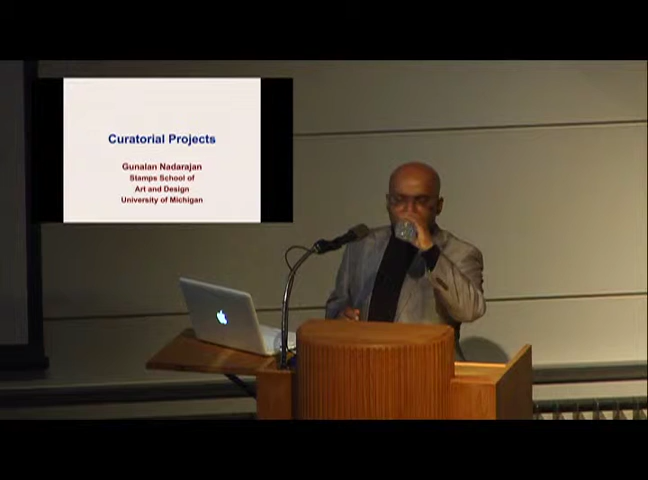 Curatorial Projects
Gunalan Nadarajan
Stamps School of
Art and Design
University of Michigan